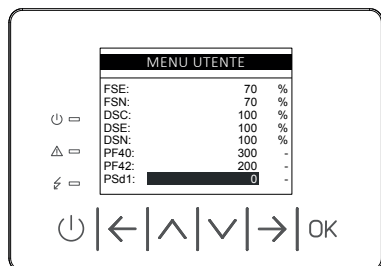 MENU UTENTE
FSE: 70 %
FSN: 70 %
DSC: 100 %
DSE: 100 %
DSN: 100 %
PF40: 300 -
PF42: 200 -
PSd1: 0 -
OK